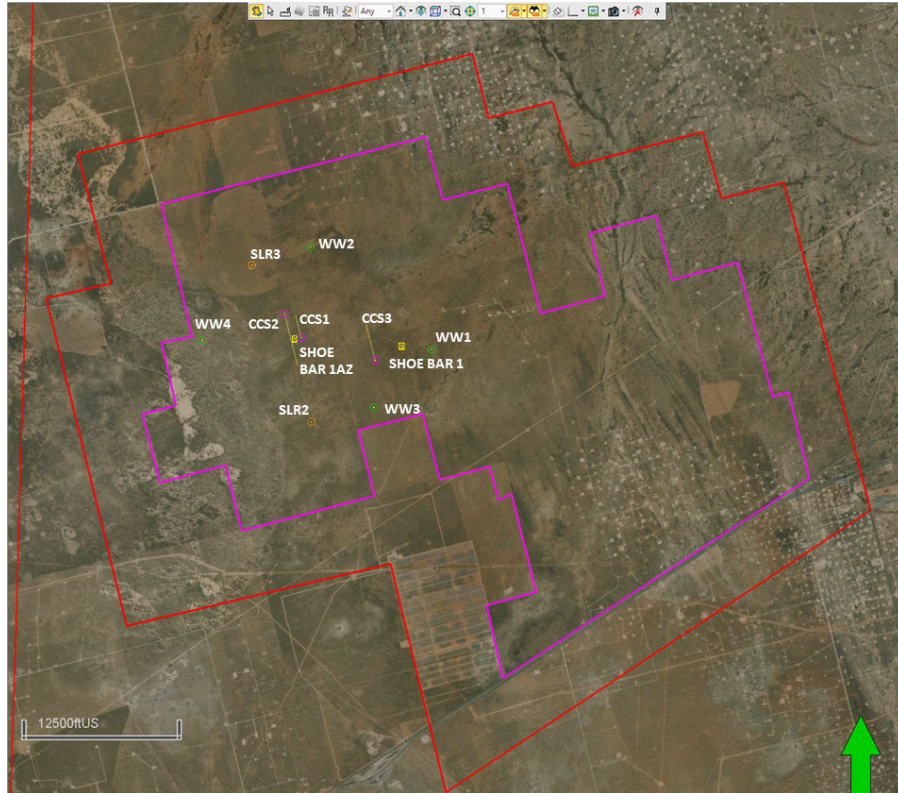 Any
1
WW2
SLR3
WW4
CCS2
CCS1
CCS3
WW1
SHOE
BAR 1AZ
SHOE BAR 1
SLR2
WW3
12500ftUS